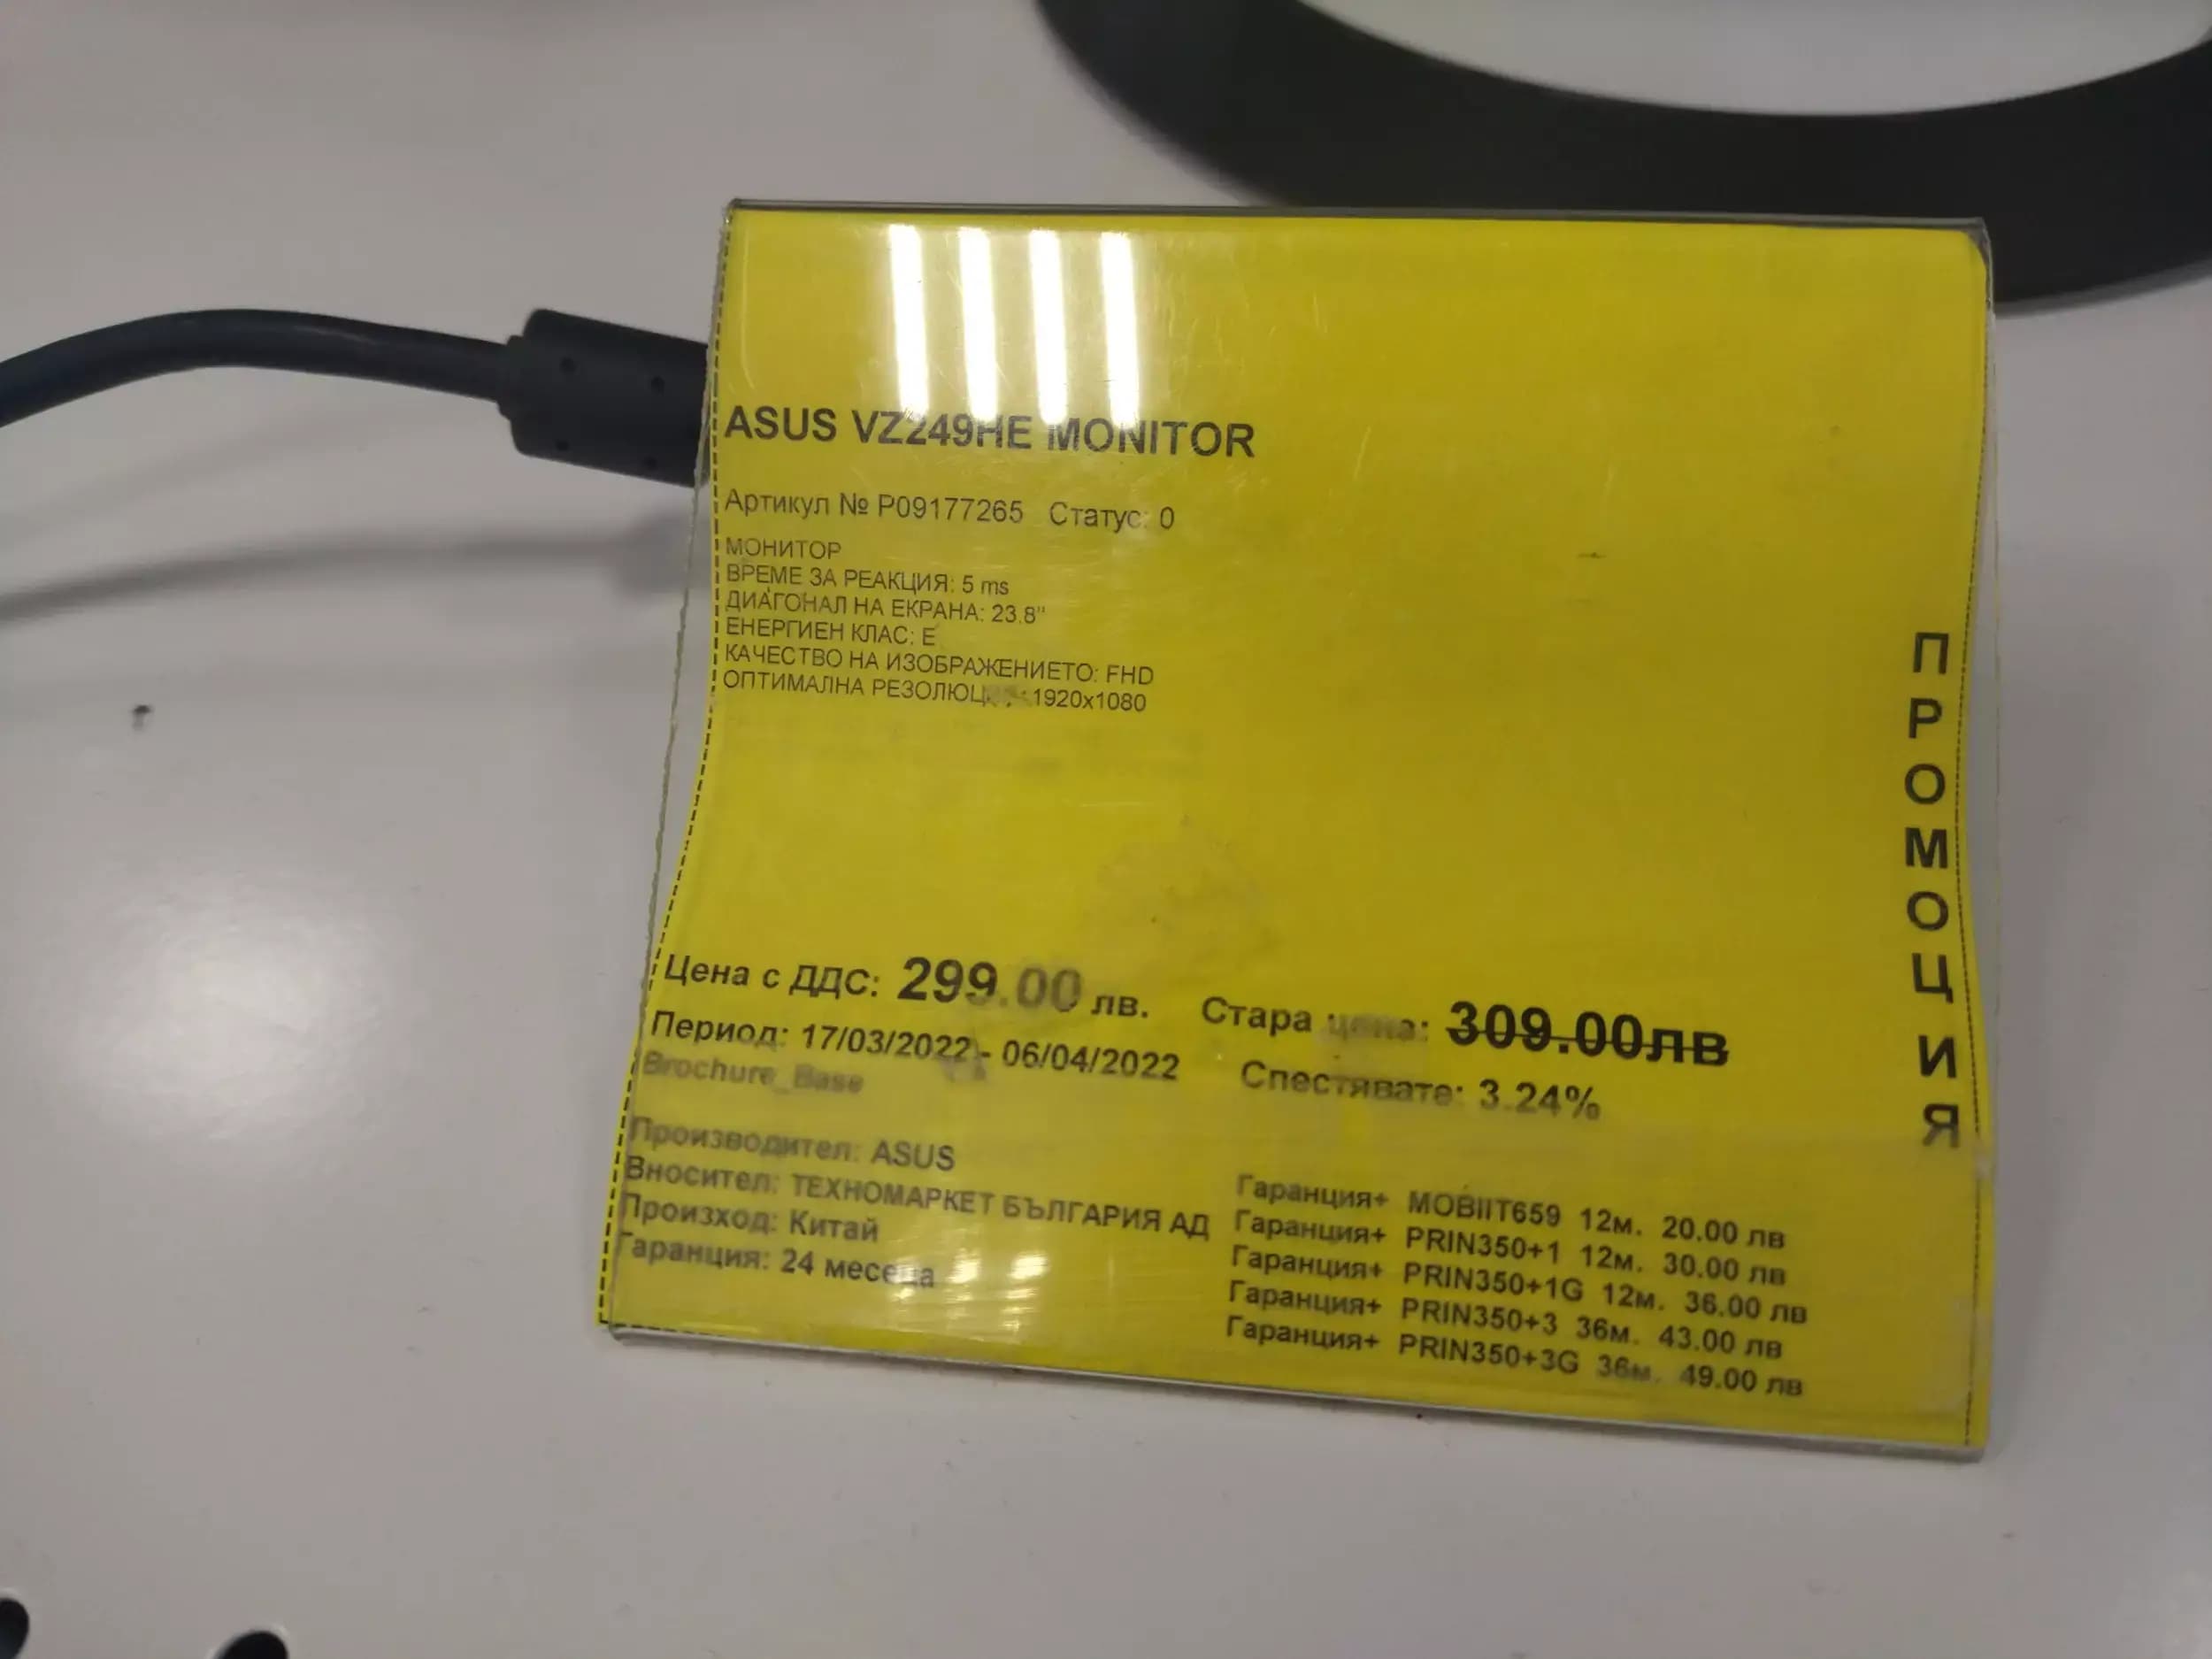 ASUS VZ249HE MONITOR
Артикул № P09177265 Статус: 0
МОНИТОР
ВРЕМЕ ЗА РЕАКЦИЯ: 5 ms
ДИАГОНАЛ НА ЕКРАНА: 23.8"
ЕНЕРГИЕН КЛАС: E
КАЧЕСТВО НА ИЗОБРАЖЕНИЕТО: FHD
ОПТИМАЛНА РЕЗОЛЮЦИЯ: 1920x1080
ПРОМОЦИЯ
Цена с ДДС: 299.00 лв. Стара цена: 309.00лв
Период: 17/03/2022 - 06/04/2022 Спестявате: 3.24%
Brochure_Base
Производител: ASUS
Вносител: ТЕХНОМАРКЕТ БЪЛГАРИЯ АД
Произход: Китай
Гаранция: 24 месеца
Гаранция+ MOBIIT659 12м. 20.00 лв
Гаранция+ PRIN350+1 12м. 30.00 лв
Гаранция+ PRIN350+1G 12м. 36.00 лв
Гаранция+ PRIN350+3 36м. 43.00 лв
Гаранция+ PRIN350+3G 36м. 49.00 лв